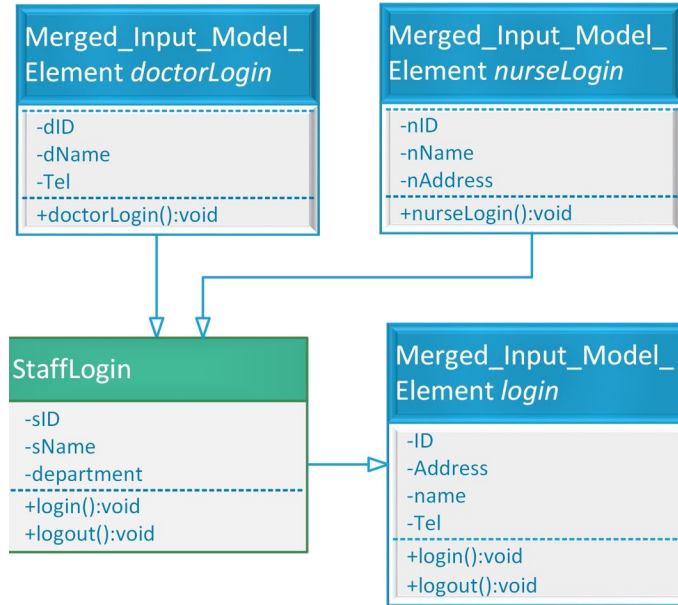 Merged_Input_Model_
Element doctorLogin
-dID
-dName
-Tel
+doctorLogin():void
Merged_Input_Model_
Element nurseLogin
-nID
-nName
-nAddress
+nurseLogin():void
StaffLogin
-sID
-sName
-department
+login():void
+logout():void
Merged_Input_Model_
Element login
-ID
-Address
-name
-Tel
+login():void
+logout():void